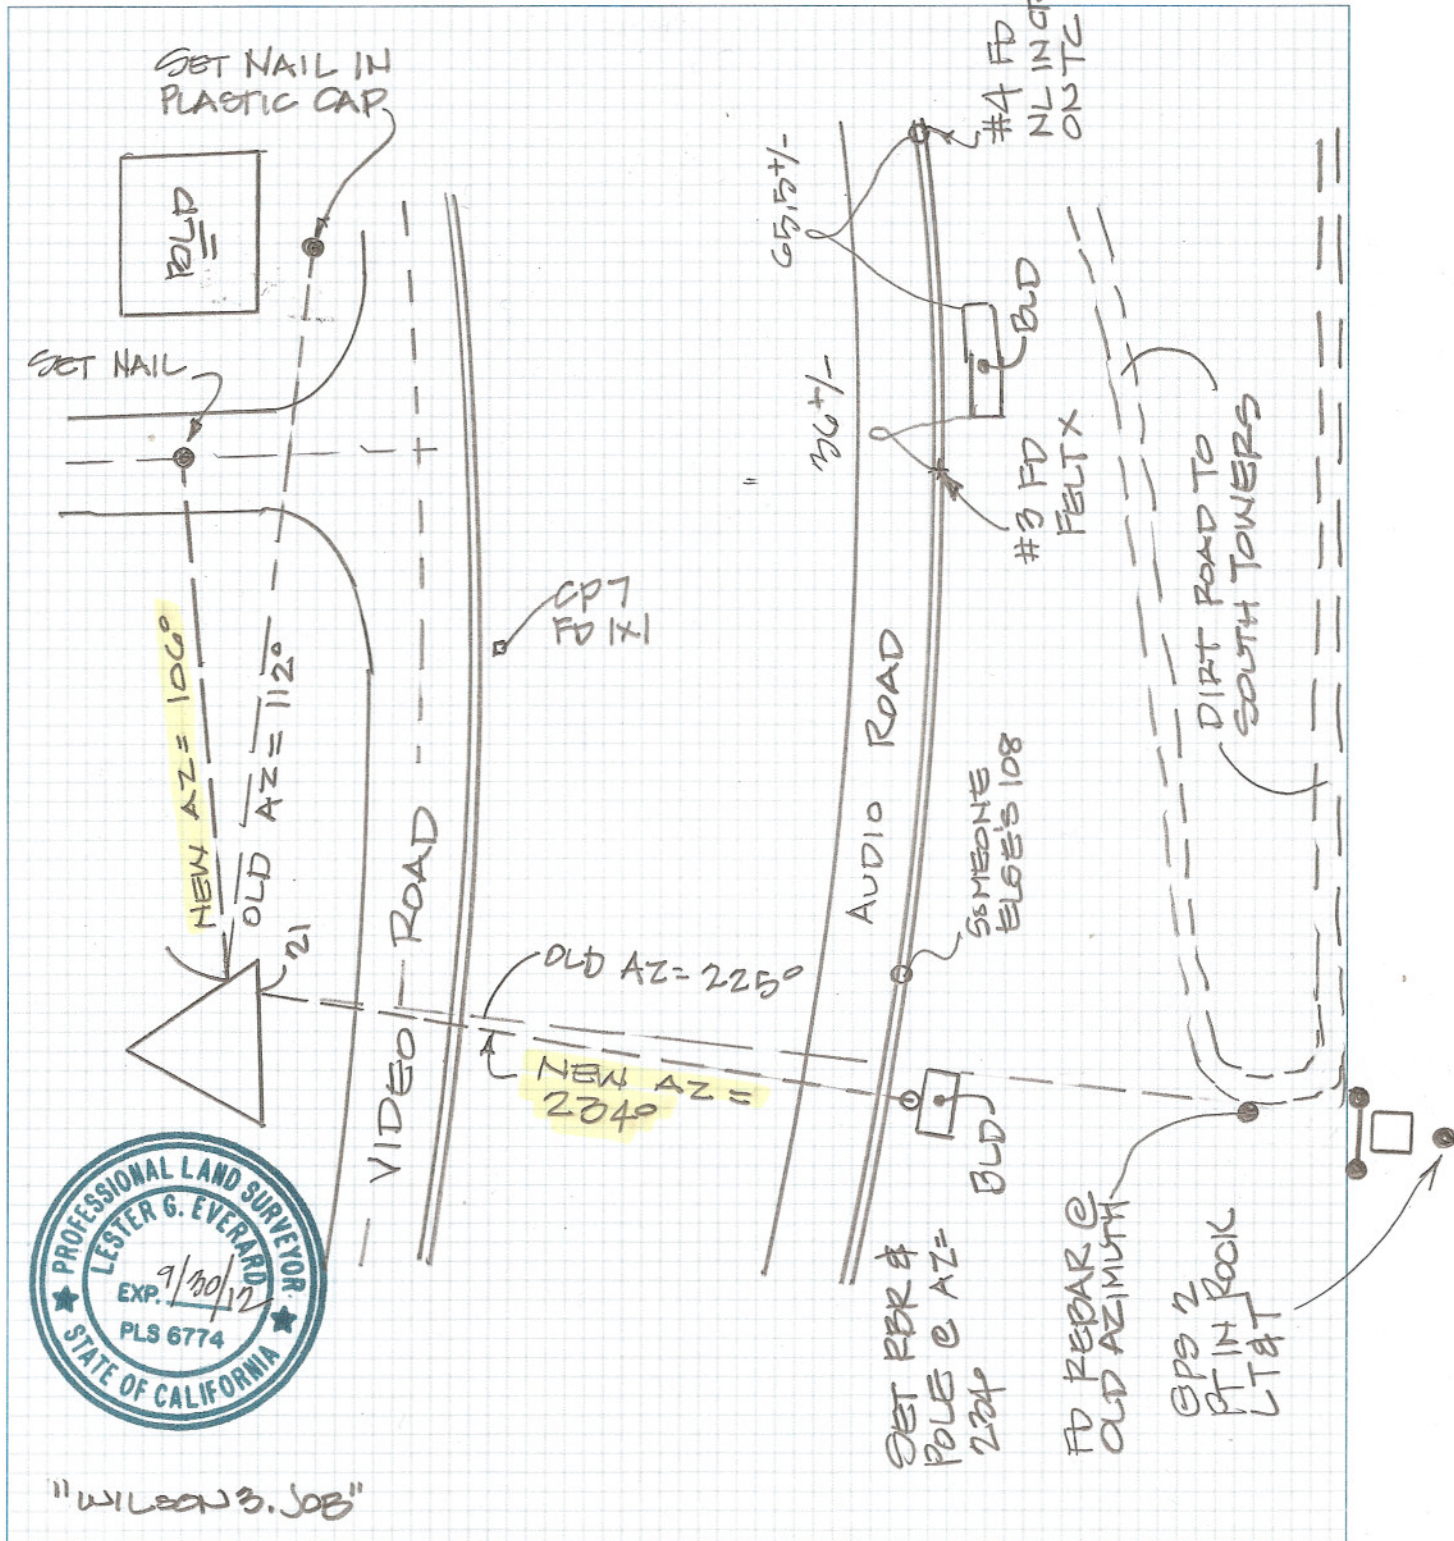 SET NAIL IN
PLASTIC CAP
BLD
SET NAIL
NEW AZ = 106°
OLD AZ = 112°
21
VIDEO ROAD
CP7
FD 1X1
OLD AZ = 225°
NEW AZ =
234°
65.5+/-
#4 FD
NL IN
ON TC
BLD
36+/-
#3 FD
FELT X
AUDIO ROAD
SOMEONE
ELSE'S 108
DIRT ROAD TO
SOUTH TOWERS
BLD
SET RBR &
POLE @ AZ=
234°
FD REBAR @
OLD AZIMUTH
GPS 2
PT IN ROCK
LT&T
PROFESSIONAL LAND SURVEYOR
LESTER G. EVERARD
EXP. 9/30/12
PLS 6774
STATE OF CALIFORNIA
"WILSON3.JOB"